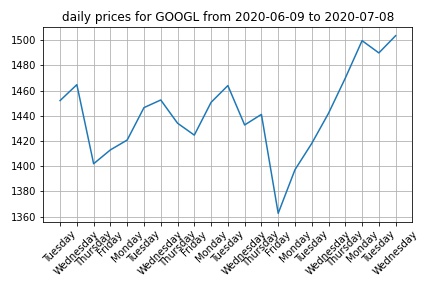 daily prices for GOOGL from 2020-06-09 to 2020-07-08
1500
1480
1460
1440
1420
1400
1380
1360
Tuesday
Wednesday
Thursday
Friday
Monday
Tuesday
Wednesday
Thursday
Friday
Monday
Tuesday
Wednesday
Thursday
Friday
Monday
Tuesday
Wednesday
Thursday
Monday
Tuesday
Wednesday